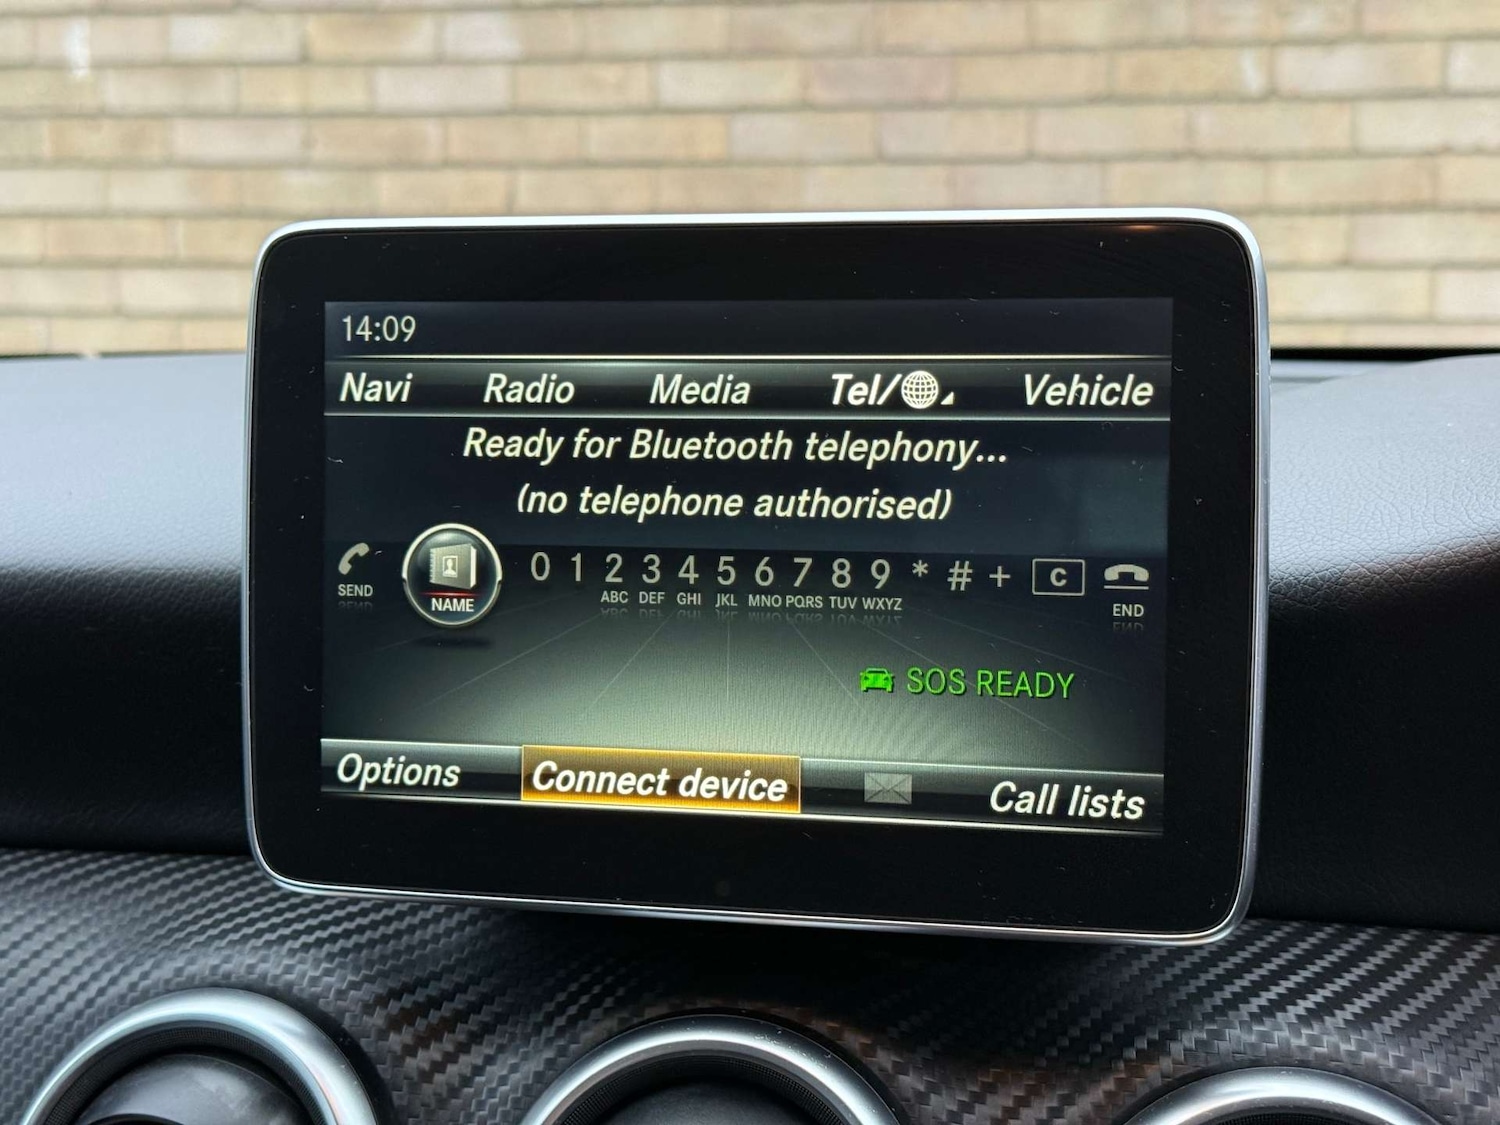 14:09
Navi Radio Media Tel/ Vehicle
Ready for Bluetooth telephony...
(no telephone authorised)
0 1 2 3 4 5 6 7 8 9 * # + C
SEND NAME ABC DEF GHI JKL MNO PQRS TUV WXYZ END
SOS READY
Options Connect device Call lists